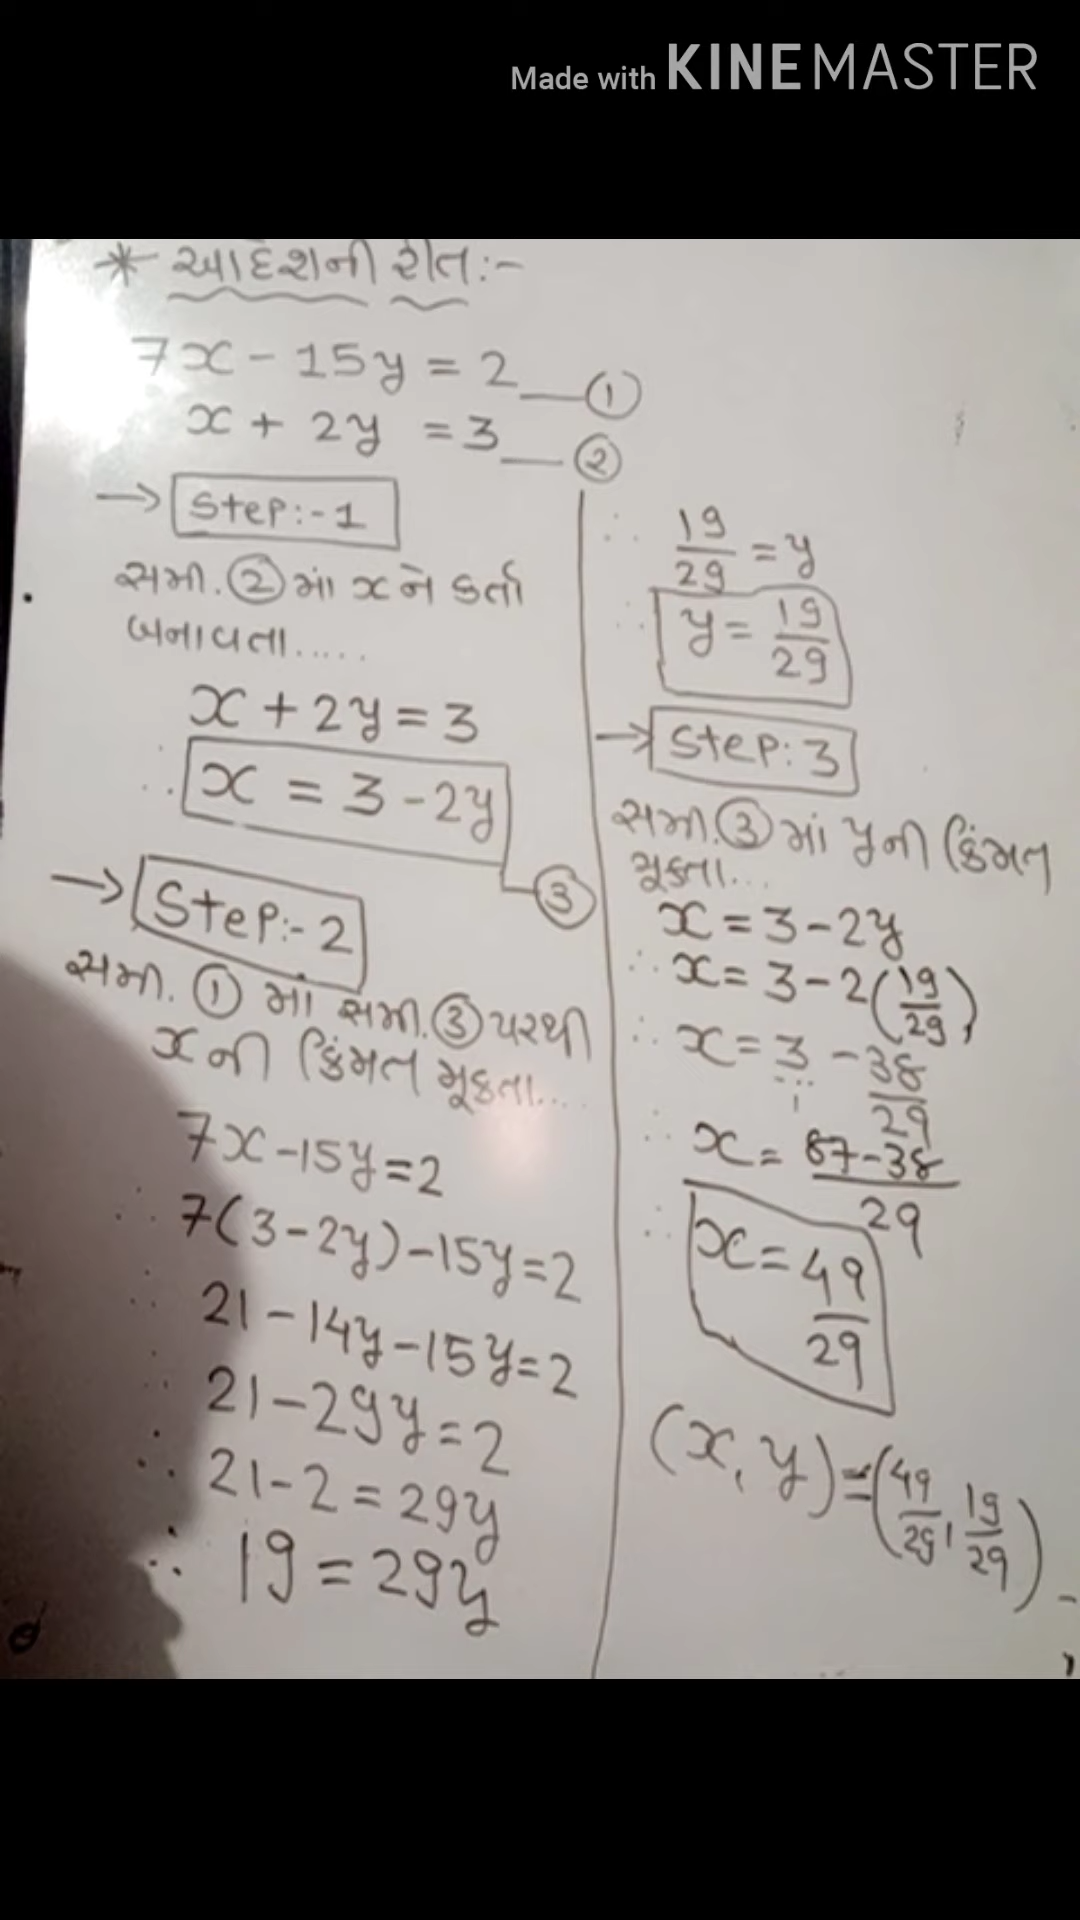 Made with KINEMASTER
* આદેશની રીત :-
7x - 15y = 2 — ①
x + 2y = 3 — ②
→ Step:-1
સમી. ② માં x ને કર્તા
બનાવતા.....
x + 2y = 3
∴ x = 3 - 2y — ③
→ Step:- 2
સમી. ① માં સમી. ③ પરથી
x ની કિંમત મૂકતા....
7x - 15y = 2
∴ 7(3 - 2y) - 15y = 2
∴ 21 - 14y - 15y = 2
∴ 21 - 29y = 2
∴ 21 - 2 = 29y
∴ 19 = 29y
∴ 19/29 = y
∴ y = 19/29
→ Step: 3
સમી. ③ માં y ની કિંમત
મૂકતા...
x = 3 - 2y
∴ x = 3 - 2(19/29)
∴ x = 3 - 38/29
∴ x = 87 - 38/29
∴ x = 49/29
(x, y) = (49/29, 19/29)